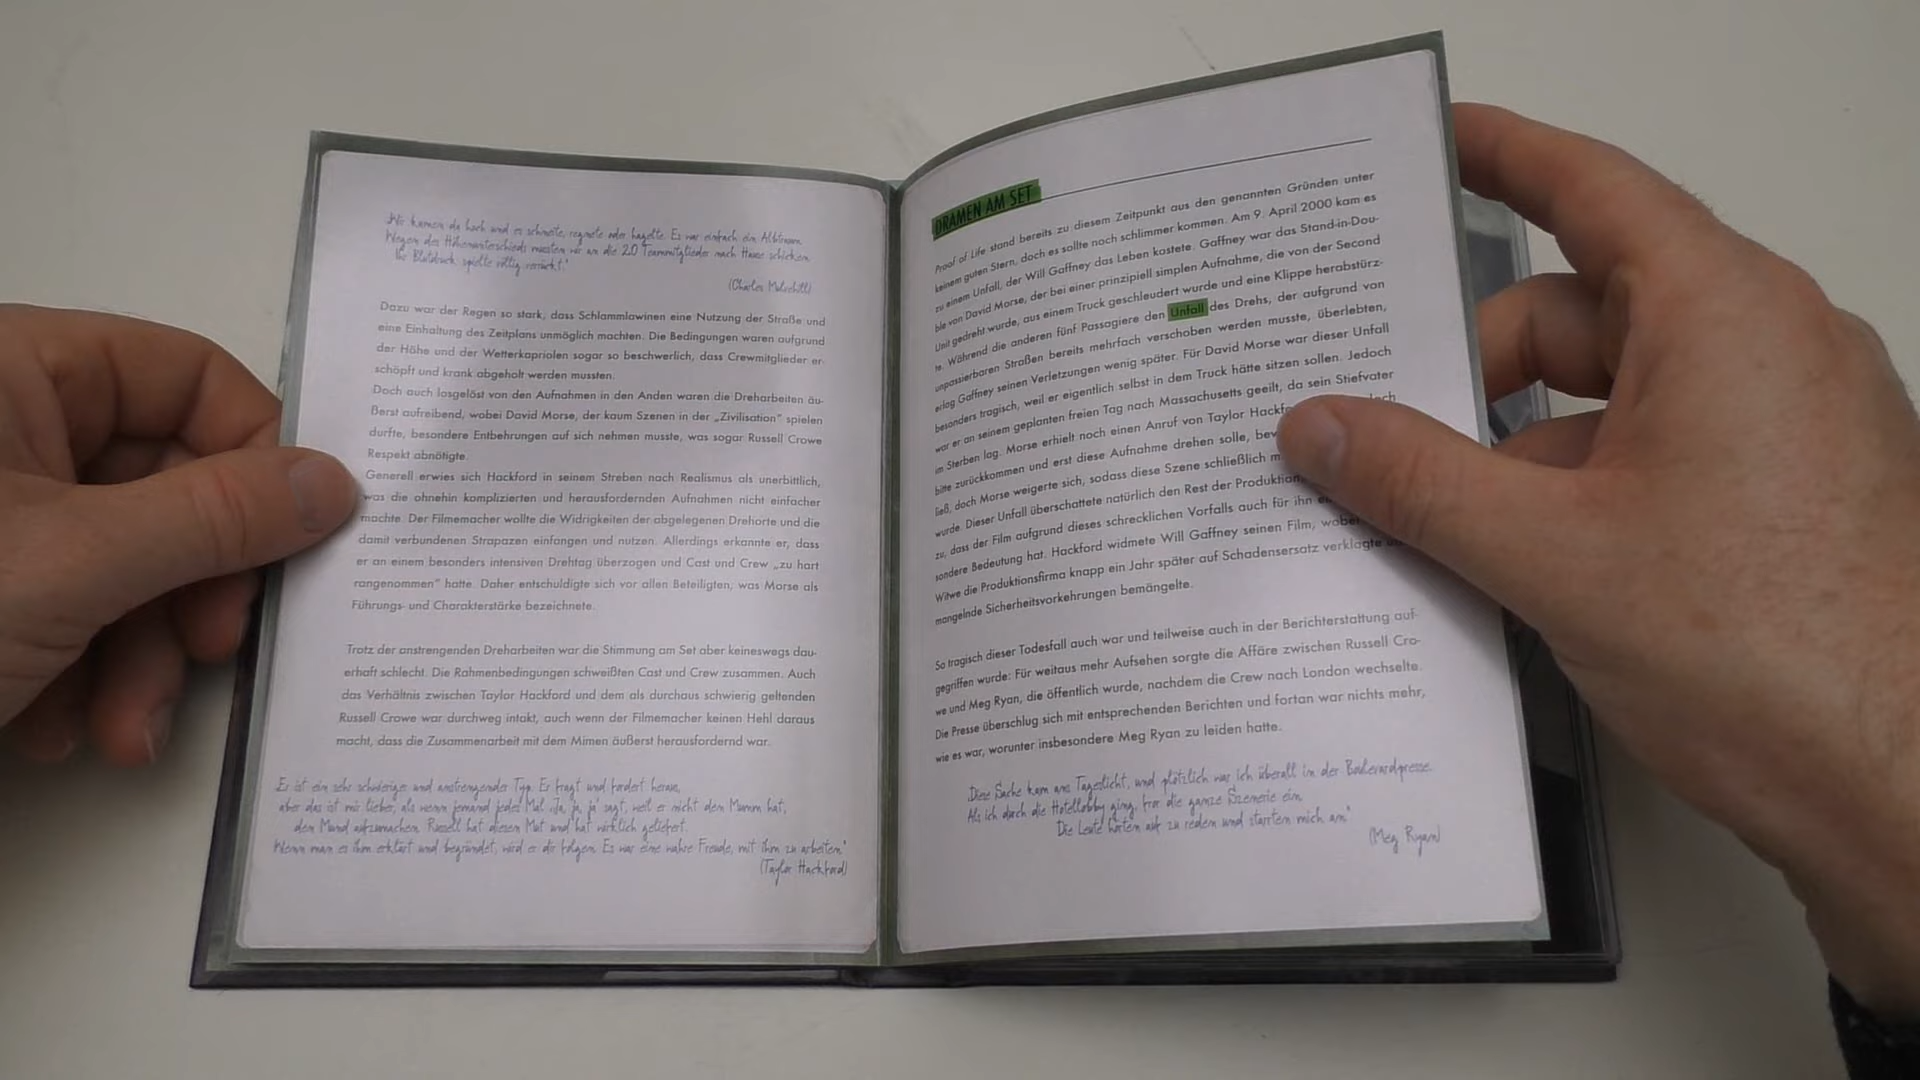 „Wir kamen da hoch und es schneite, regnete oder hagelte. Es war einfach ein Albtraum.
Wegen des Höhenunterschieds mussten wir an die 20 Teammitglieder nach Hause schicken.
Ihr Blutdruck spielte völlig verrückt."
(Charles Mulvehill)
Dazu war der Regen so stark, dass Schlammlawinen eine Nutzung der Straße und
eine Einhaltung des Zeitplans unmöglich machten. Die Bedingungen waren aufgrund
der Höhe und der Wetterkapriolen sogar so beschwerlich, dass Crewmitglieder er-
schöpft und krank abgeholt werden mussten.
Doch auch losgelöst von den Aufnahmen in den Anden waren die Dreharbeiten äu-
ßerst aufreibend, wobei David Morse, der kaum Szenen in der „Zivilisation" spielen
durfte, besondere Entbehrungen auf sich nehmen musste, was sogar Russell Crowe
Respekt abnötigte.
Generell erwies sich Hackford in seinem Streben nach Realismus als unerbittlich,
was die ohnehin komplizierten und herausfordernden Aufnahmen nicht einfacher
machte. Der Filmemacher wollte die Widrigkeiten der abgelegenen Drehorte und die
damit verbundenen Strapazen einfangen und nutzen. Allerdings erkannte er, dass
er an einem besonders intensiven Drehtag überzogen und Cast und Crew „zu hart
rangenommen" hatte. Daher entschuldigte sich vor allen Beteiligten, was Morse als
Führungs- und Charakterstärke bezeichnete.
Trotz der anstrengenden Dreharbeiten war die Stimmung am Set aber keineswegs dau-
erhaft schlecht. Die Rahmenbedingungen schweißten Cast und Crew zusammen. Auch
das Verhältnis zwischen Taylor Hackford und dem als durchaus schwierig geltenden
Russell Crowe war durchweg intakt, auch wenn der Filmemacher keinen Hehl daraus
macht, dass die Zusammenarbeit mit dem Mimen äußerst herausfordernd war.
„Er ist ein sehr schwieriger und anstrengender Typ. Er fragt und fordert heraus,
aber das ist mir lieber, als wenn jemand jedes Mal ‚Ja, ja, ja' sagt, weil er nicht den Mumm hat,
den Mund aufzumachen. Russell hat diesen Mut und hat wirklich geliefert.
Wenn man es ihm erklärt und begründet, wird er dir folgen. Es war eine wahre Freude, mit ihm zu arbeiten."
(Taylor Hackford)
DRAMEN AM SET
Proof of Life stand bereits zu diesem Zeitpunkt aus den genannten Gründen unter
keinem guten Stern, doch es sollte noch schlimmer kommen. Am 9. April 2000 kam es
zu einem Unfall, der Will Gaffney das Leben kostete. Gaffney war das Stand-in-Dou-
ble von David Morse, der bei einer prinzipiell simplen Aufnahme, die von der Second
Unit gedreht wurde, aus einem Truck geschleudert wurde und eine Klippe herabstürz-
te. Während die anderen fünf Passagiere den Unfall des Drehs, der aufgrund von
unpassierbaren Straßen bereits mehrfach verschoben werden musste, überlebten,
erlag Gaffney seinen Verletzungen wenig später. Für David Morse war dieser Unfall
besonders tragisch, weil er eigentlich selbst in dem Truck hätte sitzen sollen. Jedoch
war er an seinem geplanten freien Tag nach Massachusetts geeilt, da sein Stiefvater
im Sterben lag. Morse erhielt noch einen Anruf von Taylor
bitte zurückkommen und erst diese Aufnahme drehen solle,
ließ, doch Morse weigerte sich, sodass diese Szene schließlich
wurde. Dieser Unfall überschattete natürlich den Rest der Produktion
zu, dass der Film aufgrund dieses schrecklichen Vorfalls auch für ihn
sondere Bedeutung hat. Hackford widmete Will Gaffney seinen Film,
Witwe die Produktionsfirma knapp ein Jahr später auf Schadensersatz verklagte
mangelnde Sicherheitsvorkehrungen bemängelte.
So tragisch dieser Todesfall auch war und teilweise auch in der Berichterstattung auf-
gegriffen wurde: Für weitaus mehr Aufsehen sorgte die Affäre zwischen Russell Cro-
we und Meg Ryan, die öffentlich wurde, nachdem die Crew nach London wechselte.
Die Presse überschlug sich mit entsprechenden Berichten und fortan war nichts mehr,
wie es war, worunter insbesondere Meg Ryan zu leiden hatte.
„Diese Sache kam ans Tageslicht, und plötzlich war ich überall in der Boulevardpresse.
Als ich durch die Hotellobby ging, fror die ganze Szenerie ein.
Die Leute hörten auf zu reden und starrten mich an."
(Meg Ryan)